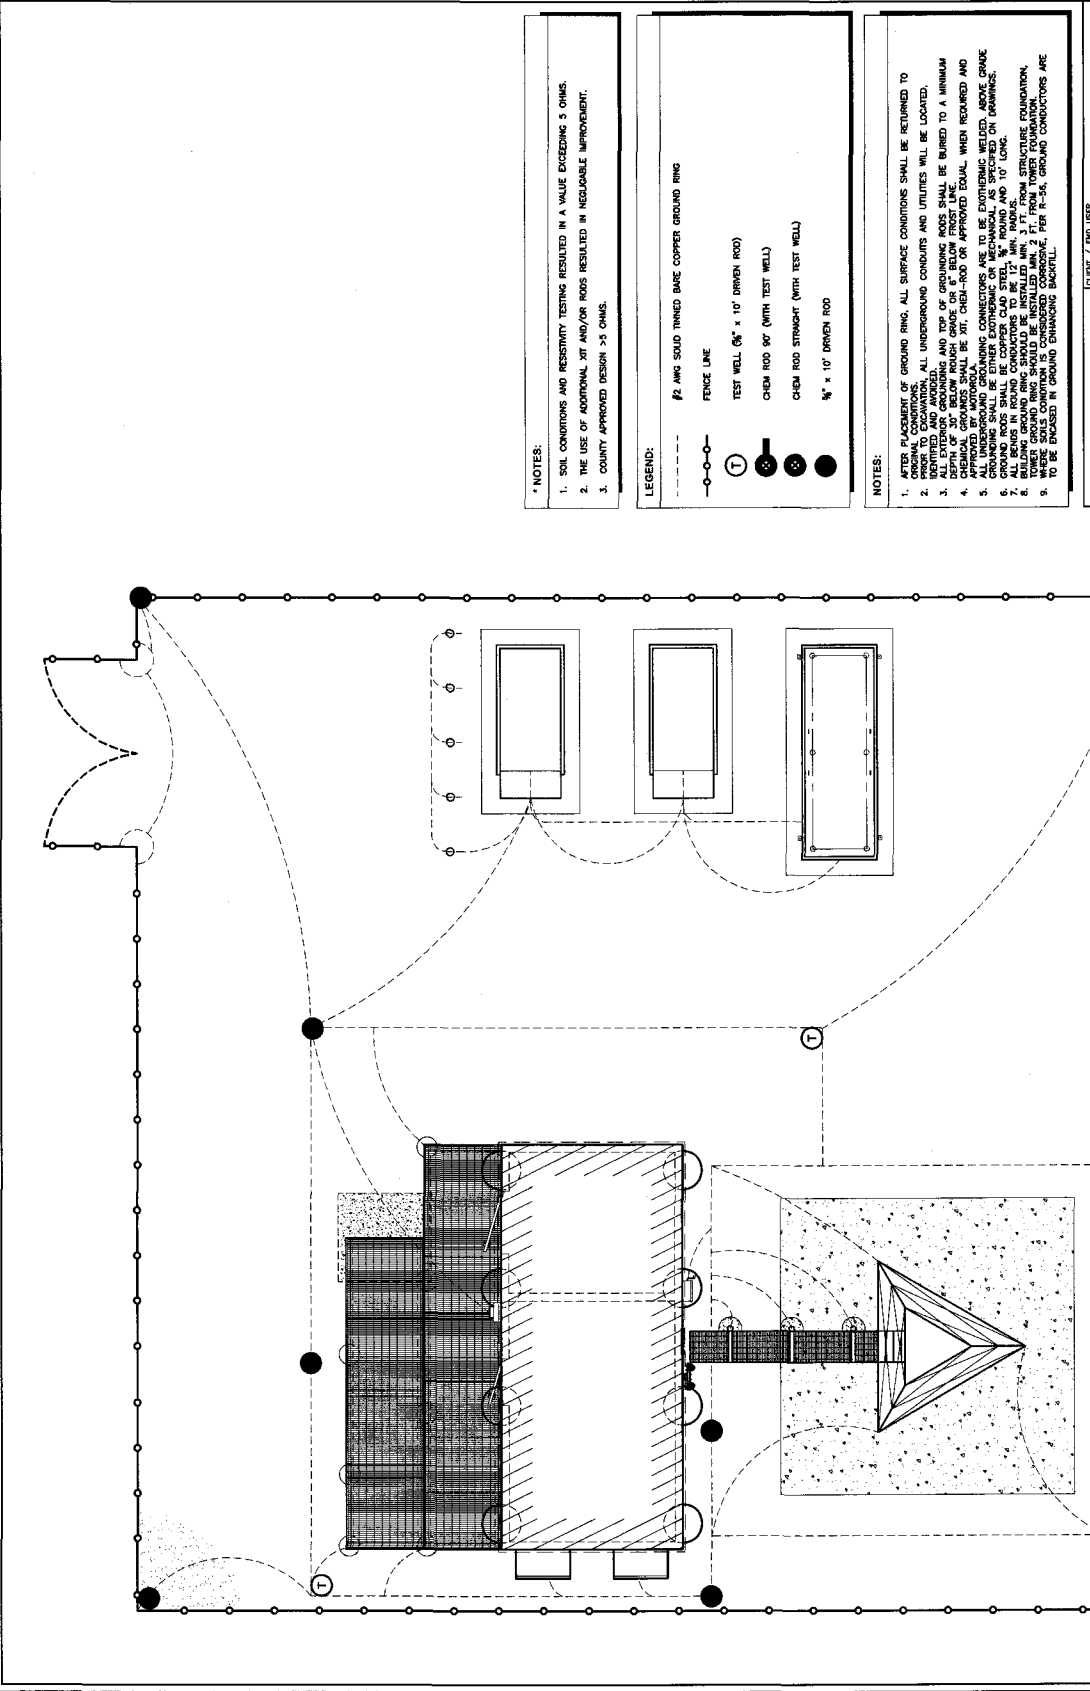 * NOTES:
1. SOIL CONDITIONS AND RESISTIVITY TESTING RESULTED IN A VALUE EXCEEDING 5 OHMS.
2. THE USE OF ADDITIONAL XIT AND/OR RODS RESULTED IN NEGLIGABLE IMPROVEMENT.
3. COUNTY APPROVED DESIGN >5 OHMS.
LEGEND:
#2 AWG SOLID TINNED BARE COPPER GROUND RING
FENCE LINE
T TEST WELL (⅝" x 10' DRIVEN ROD)
CHEM ROD 90° (WITH TEST WELL)
CHEM ROD STRAIGHT (WITH TEST WELL)
⅝" x 10' DRIVEN ROD
NOTES:
1. AFTER PLACEMENT OF GROUND RING, ALL SURFACE CONDITIONS SHALL BE RETURNED TO
ORIGINAL CONDITIONS.
2. PRIOR TO EXCAVATION, ALL UNDERGROUND CONDUITS AND UTILITIES WILL BE LOCATED,
IDENTIFIED AND AVOIDED.
3. ALL EXTERIOR GROUNDING AND TOP OF GROUNDING RODS SHALL BE BURIED TO A MINIMUM
DEPTH OF 30" BELOW ROUGH GRADE OR 6" BELOW FROST LINE.
4. CHEMICAL GROUNDS SHALL BE XIT, CHEM-ROD OR APPROVED EQUAL, WHEN REQUIRED AND
APPROVED BY MOTOROLA.
5. ALL UNDERGROUND GROUNDING CONNECTORS ARE TO BE EXOTHERMIC WELDED. ABOVE GRADE
GROUNDING SHALL BE EITHER EXOTHERMIC OR MECHANICAL, AS SPECIFIED ON DRAWINGS.
6. GROUND RODS SHALL BE COPPER CLAD STEEL, ⅝" ROUND AND 10' LONG.
7. ALL BENDS IN ROUND CONDUCTORS TO BE 12" MIN. RADIUS.
8. BUILDING GROUND RING SHOULD BE INSTALLED MIN. 3 FT. FROM STRUCTURE FOUNDATION,
TOWER GROUND RING SHOULD BE INSTALLED MIN. 2 FT. FROM TOWER FOUNDATION.
9. WHERE SOILS CONDITION IS CONSIDERED CORROSIVE, PER R-56, GROUND CONDUCTORS ARE
TO BE ENCASED IN GROUND ENHANCING BACKFILL.
T
T